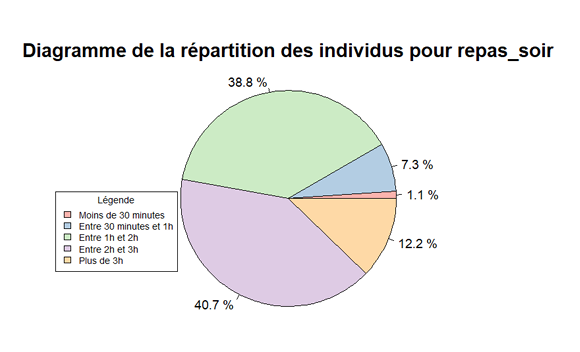 Diagramme de la répartition des individus pour repas_soir
38.8 %
7.3 %
1.1 %
12.2 %
40.7 %
Légende
Moins de 30 minutes
Entre 30 minutes et 1h
Entre 1h et 2h
Entre 2h et 3h
Plus de 3h